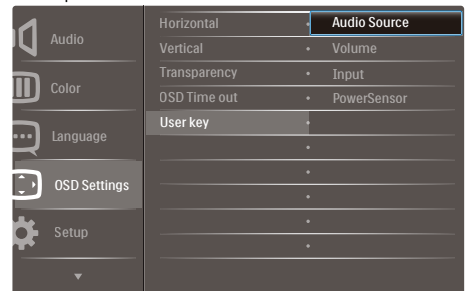 Audio
Color
Language
OSD Settings
Setup
Horizontal
Vertical
Transparency
OSD Time out
User key
Audio Source
Volume
Input
PowerSensor